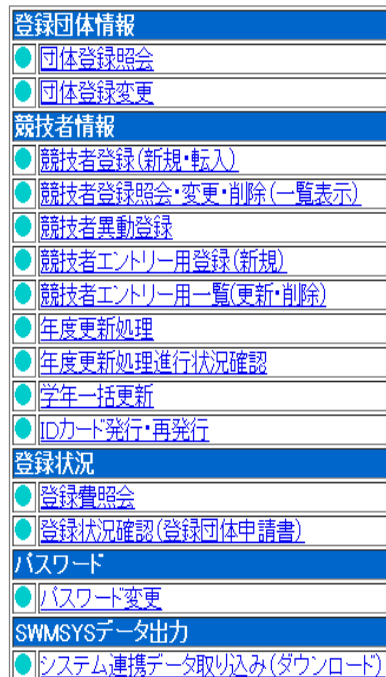 登録団体情報
団体登録照会
団体登録変更
競技者情報
競技者登録(新規・転入)
競技者登録照会・変更・削除(一覧表示)
競技者異動登録
競技者エントリー用登録(新規)
競技者エントリー用一覧(更新・削除)
年度更新処理
年度更新処理進行状況確認
学年一括更新
IDカード発行・再発行
登録状況
登録費照会
登録状況確認(登録団体申請書)
パスワード
パスワード変更
SWMSYSデータ出力
システム連携データ取り込み(ダウンロード)